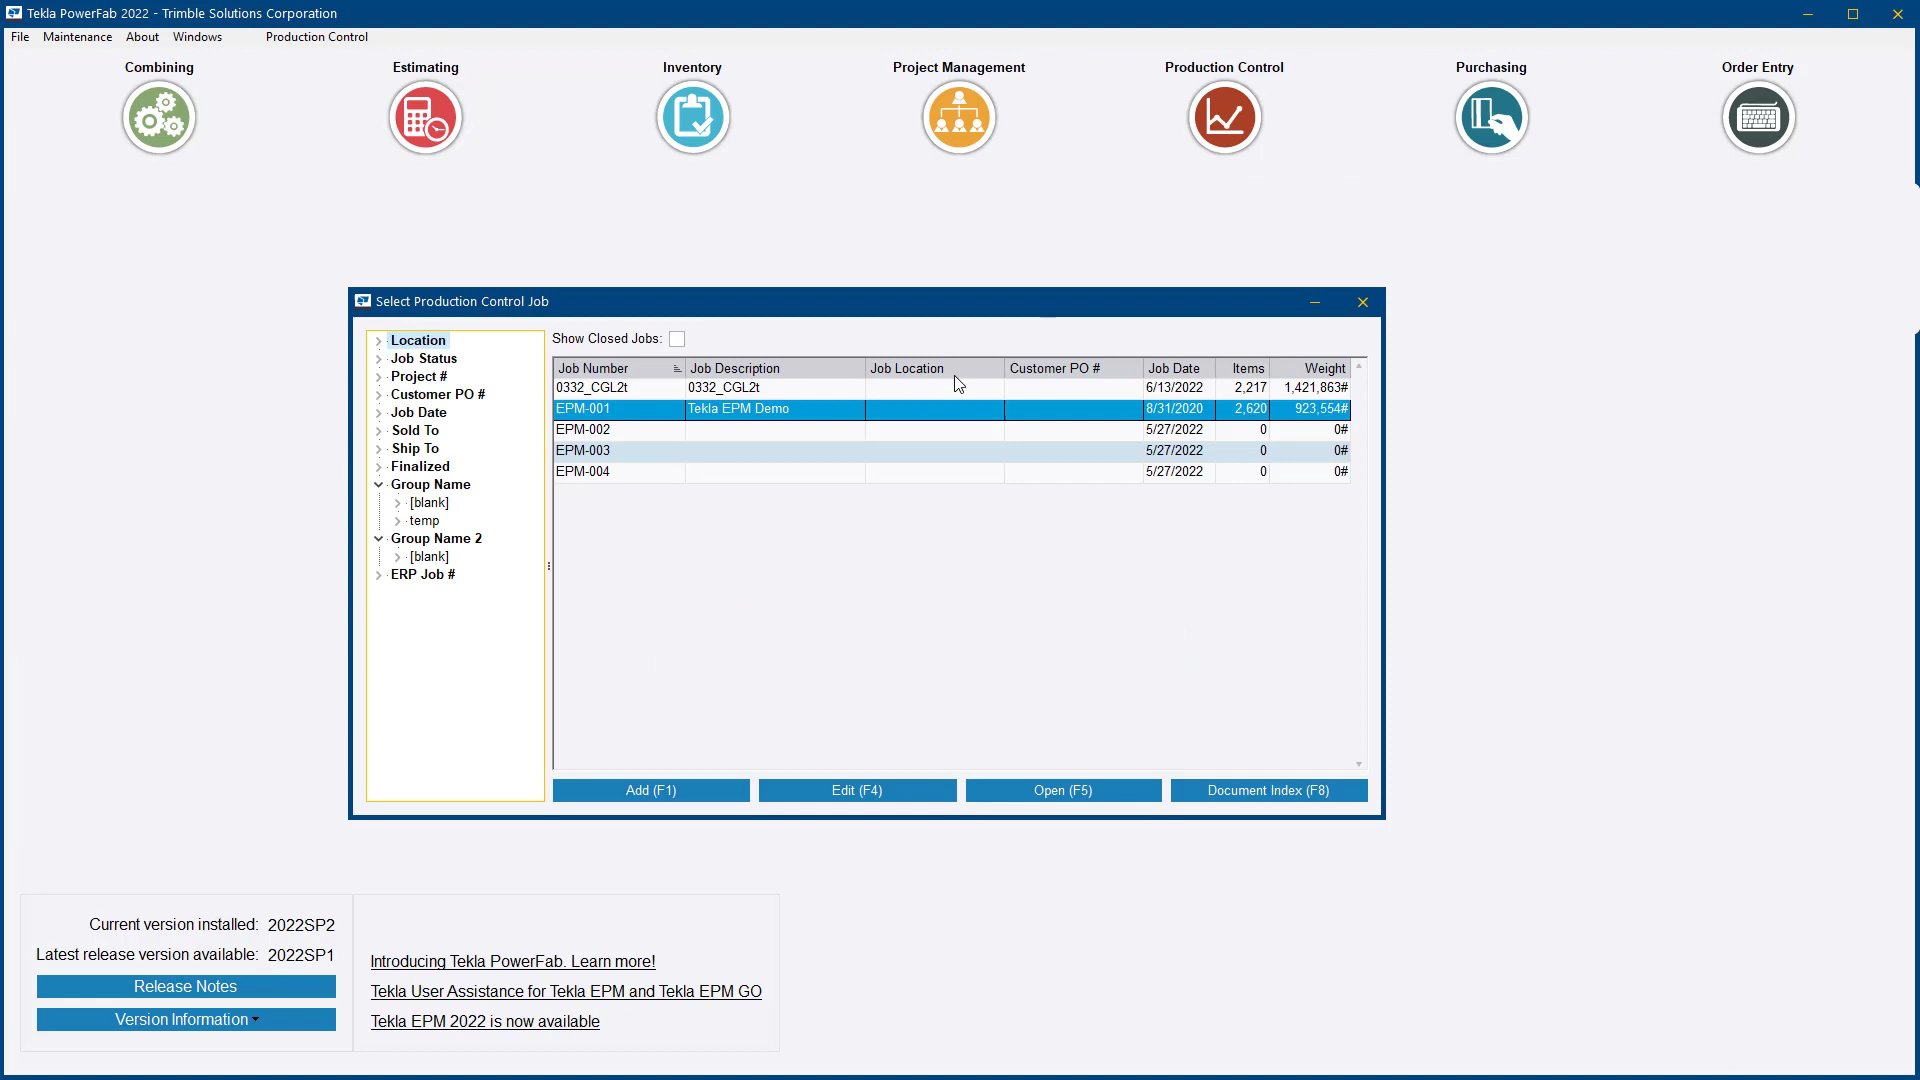 Tekla PowerFab 2022 - Trimble Solutions Corporation
File Maintenance About Windows Production Control
Combining Estimating Inventory Project Management Production Control Purchasing Order Entry
Select Production Control Job
Location
Job Status
Project #
Customer PO #
Job Date
Sold To
Ship To
Finalized
Group Name
[blank]
temp
Group Name 2
[blank]
ERP Job #
Show Closed Jobs:
Job Number Job Description Job Location Customer PO # Job Date Items Weight
0332_CGL2t 0332_CGL2t 6/13/2022 2,217 1,421,863#
EPM-001 Tekla EPM Demo 8/31/2020 2,620 923,554#
EPM-002 5/27/2022 0 0#
EPM-003 5/27/2022 0 0#
EPM-004 5/27/2022 0 0#
Add (F1) Edit (F4) Open (F5) Document Index (F8)
Current version installed: 2022SP2
Latest release version available: 2022SP1
Release Notes
Version Information
Introducing Tekla PowerFab. Learn more!
Tekla User Assistance for Tekla EPM and Tekla EPM GO
Tekla EPM 2022 is now available